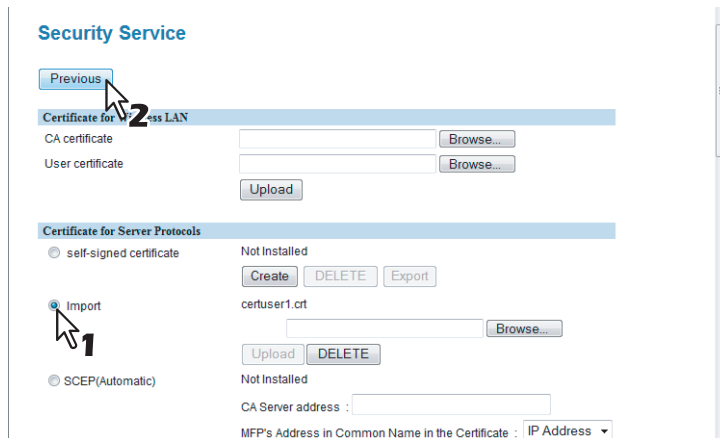 Security Service
Previous
2
Certificate for Wireless LAN
CA certificate Browse...
User certificate Browse...
Upload
Certificate for Server Protocols
self-signed certificate Not Installed
Create DELETE Export
Import certuser1.crt
Browse...
1
Upload DELETE
SCEP(Automatic) Not Installed
CA Server address :
MFP's Address in Common Name in the Certificate : IP Address